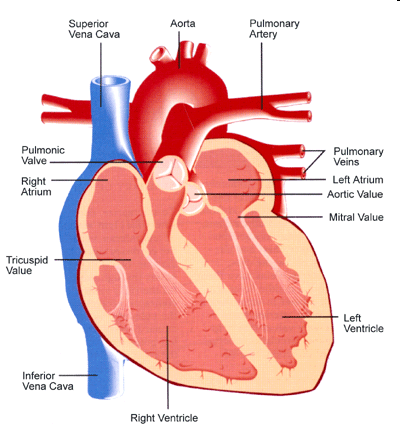 Superior
Vena Cava
Aorta
Pulmonary
Artery
Pulmonic
Valve
Right
Atrium
Tricuspid
Value
Inferior
Vena Cava
Right Ventricle
Pulmonary
Veins
Left Atrium
Aortic Value
Mitral Value
Left
Ventricle